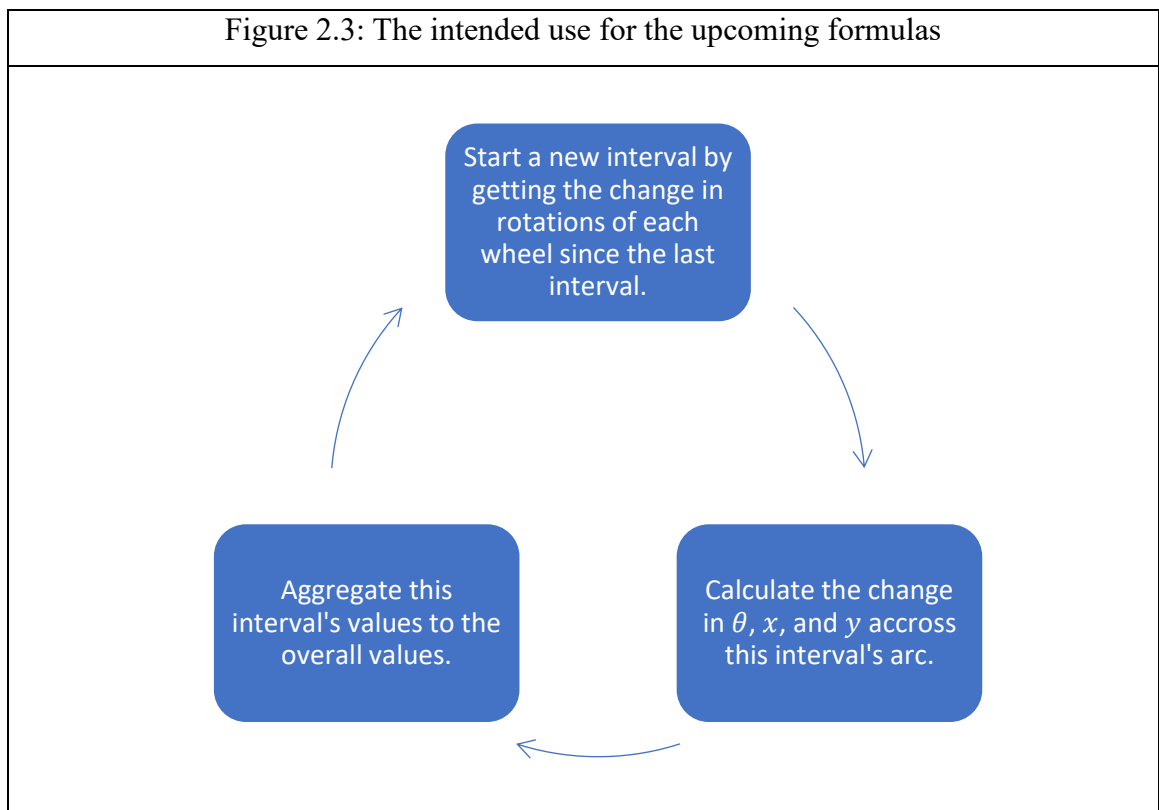 Figure 2.3: The intended use for the upcoming formulas
Start a new interval by
getting the change in
rotations of each
wheel since the last
interval.
Calculate the change
in 𝜃, 𝑥, and 𝑦 accross
this interval's arc.
Aggregate this
interval's values to the
overall values.